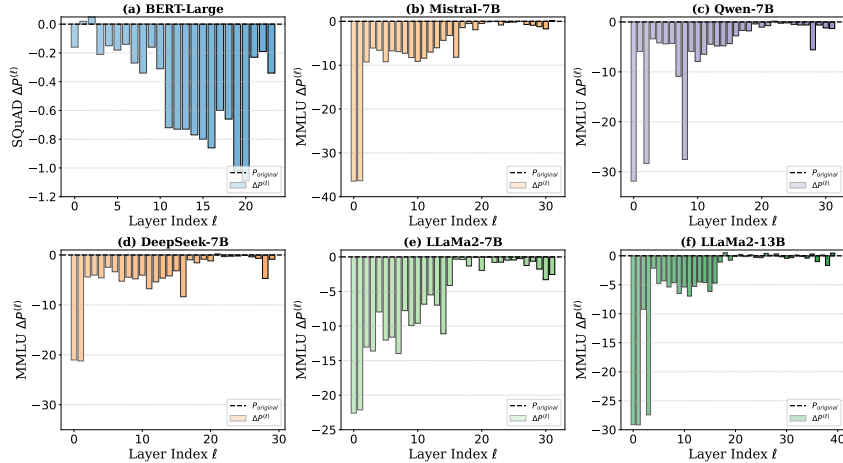 (a) BERT-Large
0.0
−0.2
−0.4
−0.6
−0.8
−1.0
−1.2
SQuAD ΔP^(ℓ)
0 5 10 15 20
Layer Index ℓ
P_original
ΔP^(ℓ)
(b) Mistral-7B
0
−10
−20
−30
−40
MMLU ΔP^(ℓ)
0 10 20 30
Layer Index ℓ
P_original
ΔP^(ℓ)
(c) Qwen-7B
0
−10
−20
−30
MMLU ΔP^(ℓ)
0 10 20 30
Layer Index ℓ
P_original
ΔP^(ℓ)
(d) DeepSeek-7B
0
−10
−20
−30
MMLU ΔP^(ℓ)
0 10 20 30
Layer Index ℓ
P_original
ΔP^(ℓ)
(e) LLaMa2-7B
0
−5
−10
−15
−20
−25
MMLU ΔP^(ℓ)
0 10 20 30
Layer Index ℓ
P_original
ΔP^(ℓ)
(f) LLaMa2-13B
0
−5
−10
−15
−20
−25
−30
MMLU ΔP^(ℓ)
0 10 20 30 40
Layer Index ℓ
P_original
ΔP^(ℓ)